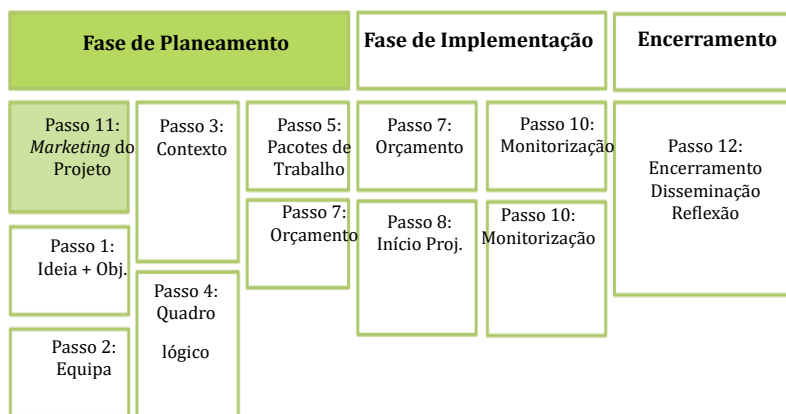 Fase de Planeamento
Fase de Implementação
Encerramento
Passo 11:
Marketing do
Projeto
Passo 1:
Ideia + Obj.
Passo 2:
Equipa
Passo 3:
Contexto
Passo 4:
Quadro
lógico
Passo 5:
Pacotes de
Trabalho
Passo 7:
Orçamento
Passo 7:
Orçamento
Passo 8:
Início Proj.
Passo 10:
Monitorização
Passo 10:
Monitorização
Passo 12:
Encerramento
Disseminação
Reflexão